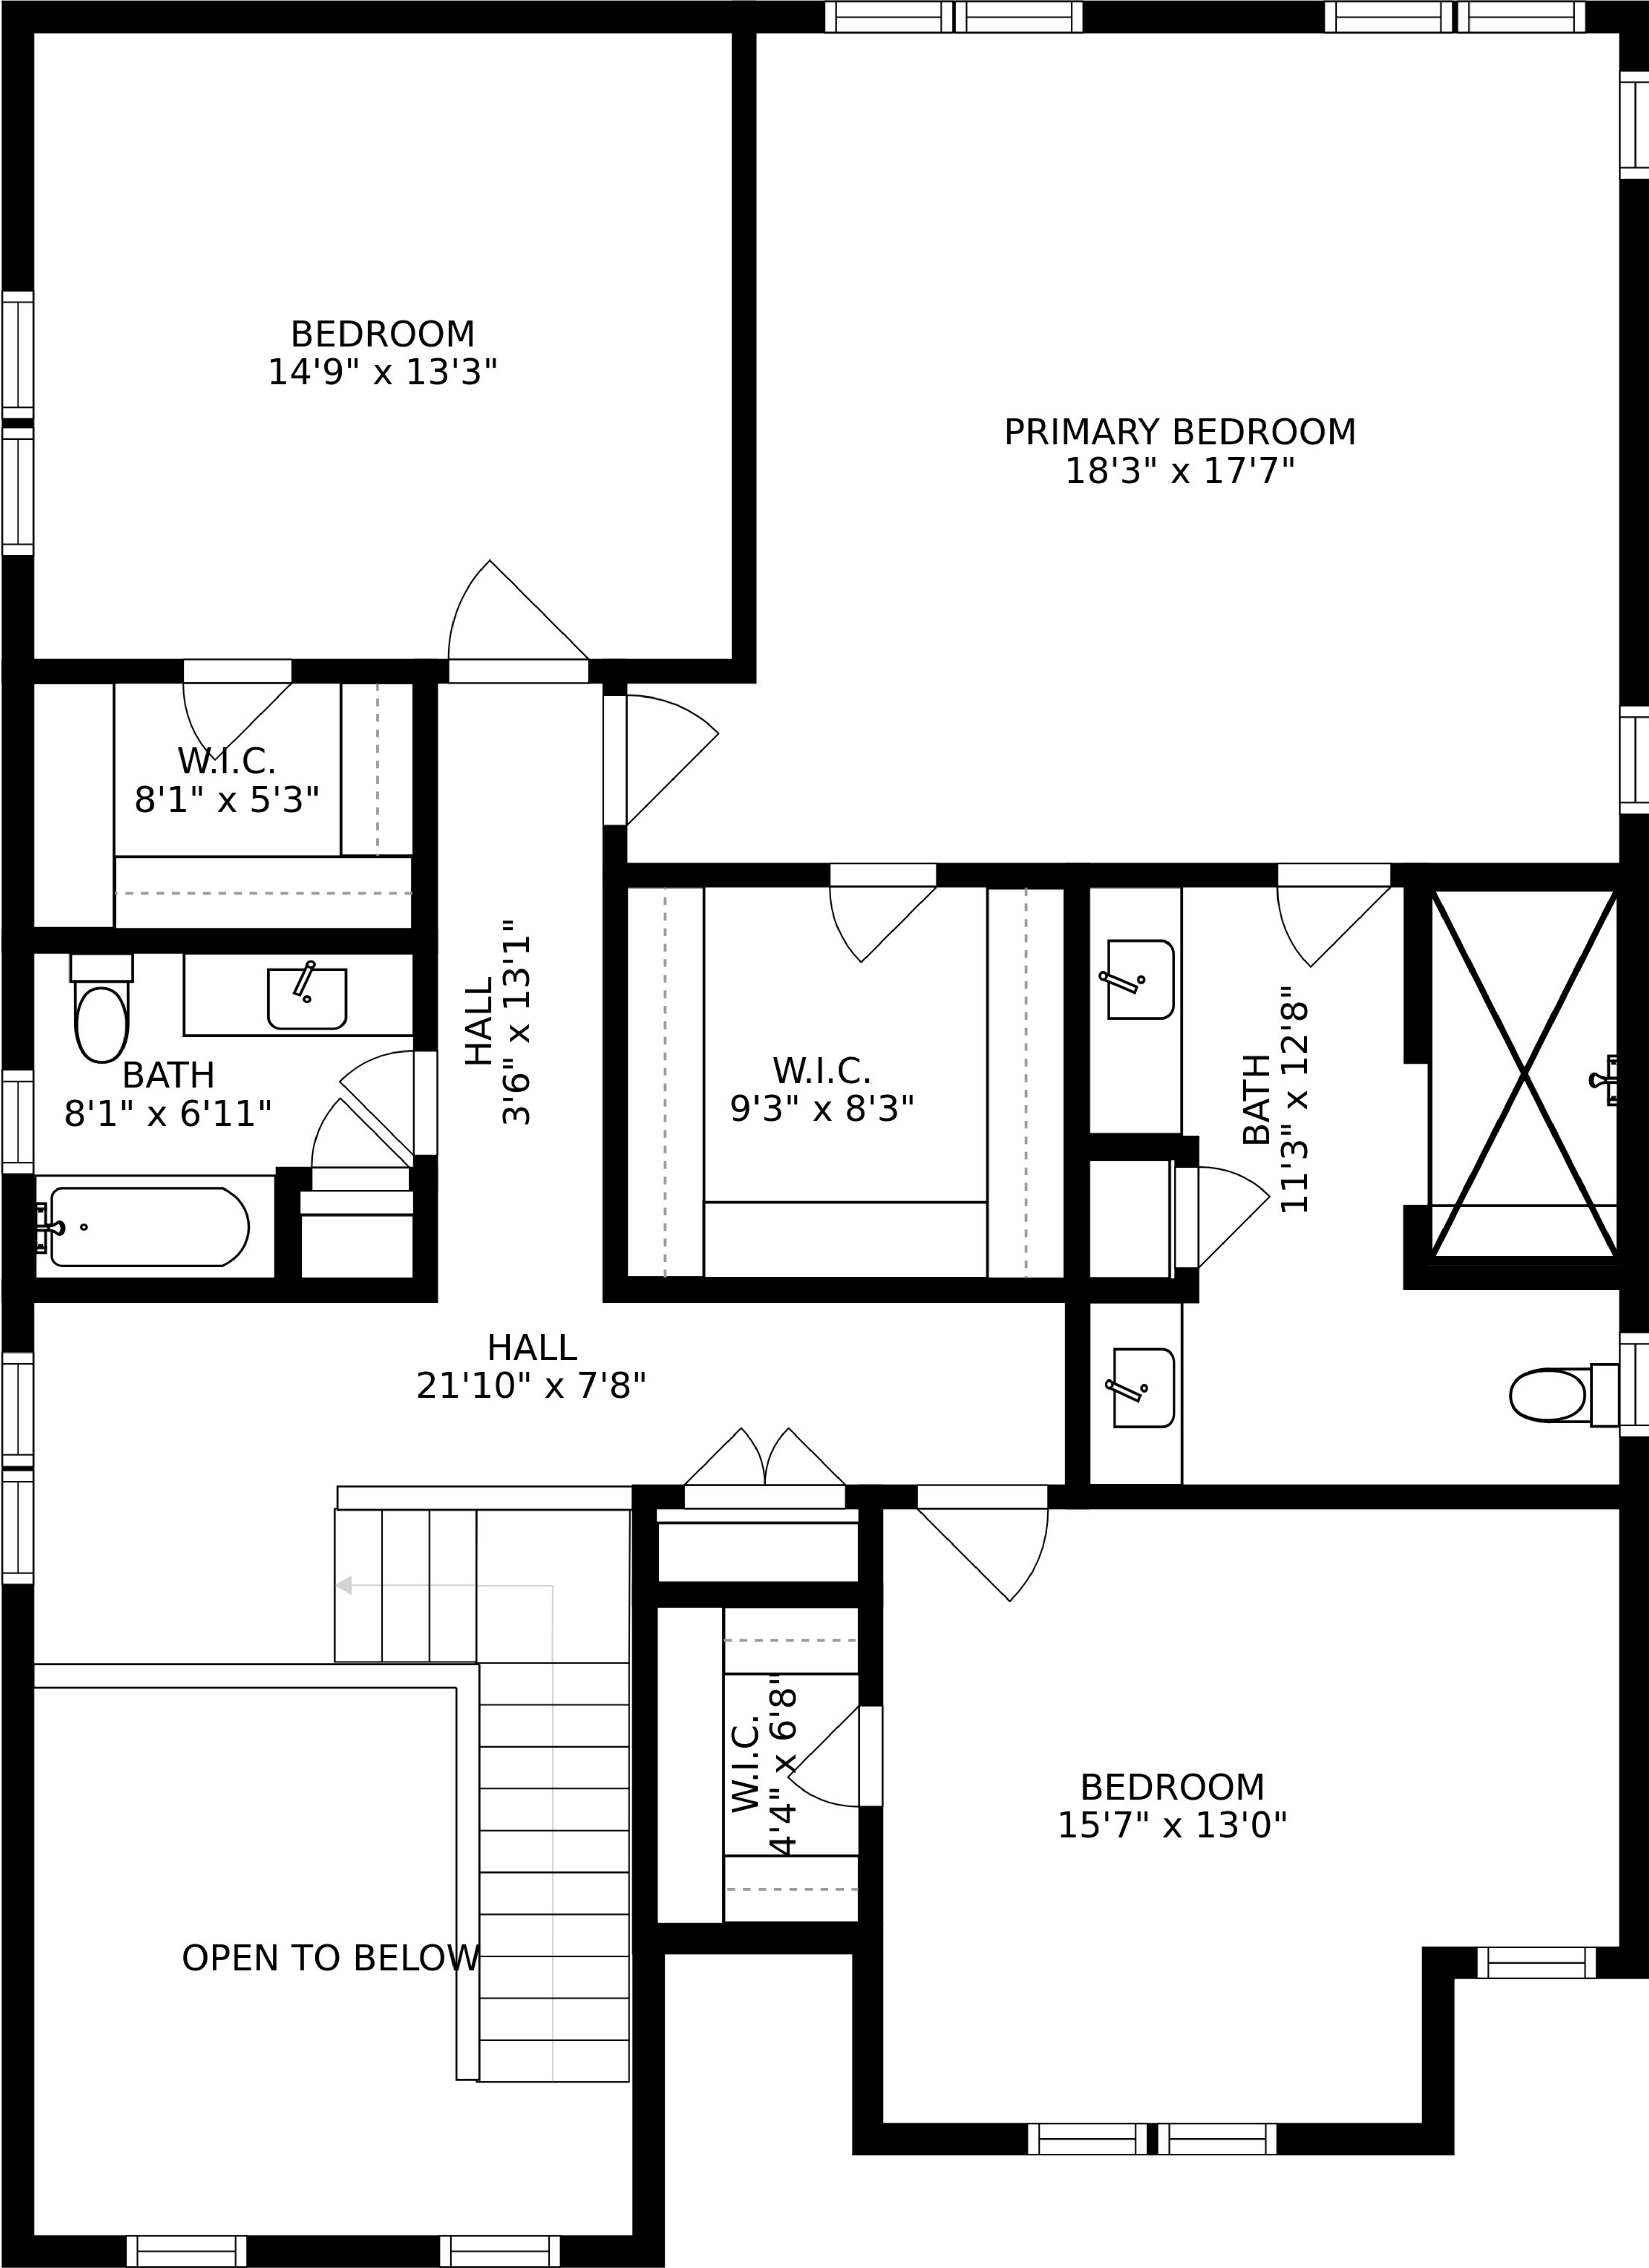 BEDROOM
14'9" x 13'3"
PRIMARY BEDROOM
18'3" x 17'7"
W.I.C.
8'1" x 5'3"
HALL
3'6" x 13'1"
BATH
8'1" x 6'11"
W.I.C.
9'3" x 8'3"
BATH
11'3" x 12'8"
HALL
21'10" x 7'8"
W.I.C.
4'4" x 6'8"
BEDROOM
15'7" x 13'0"
OPEN TO BELOW